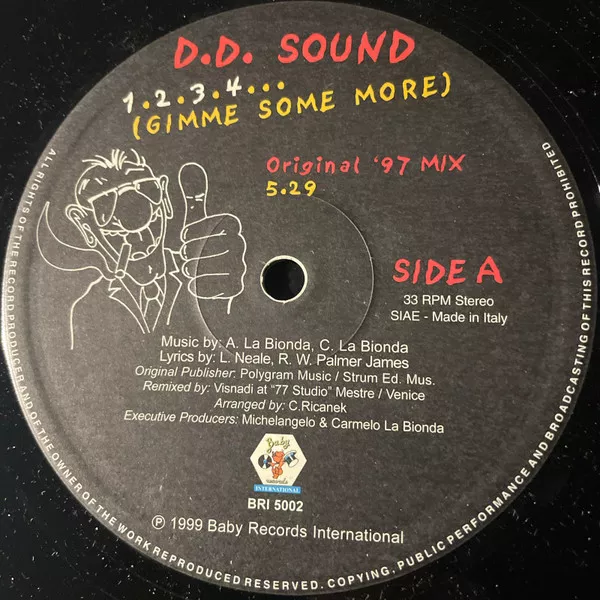 D.D. SOUND
1.2.3.4...
(GIMME SOME MORE)
Original '97 MIX
5.29
SIDE A
33 RPM Stereo
SIAE - Made in Italy
Music by: A. La Bionda, C. La Bionda
Lyrics by: L. Neale, R. W. Palmer James
Original Publisher: Polygram Music / Strum Ed. Mus.
Remixed by: Visnadi at "77 Studio" Mestre / Venice
Arranged by: C.Ricanek
Executive Producers: Michelangelo & Carmelo La Bionda
Baby
records
INTERNATIONAL
BRI 5002
℗ 1999 Baby Records International
ALL RIGHTS OF THE RECORD PRODUCER AND OF THE OWNER OF THE WORK REPRODUCED RESERVED. COPYING, PUBLIC PERFORMANCE AND BROADCASTING OF THIS RECORD PROHIBITED